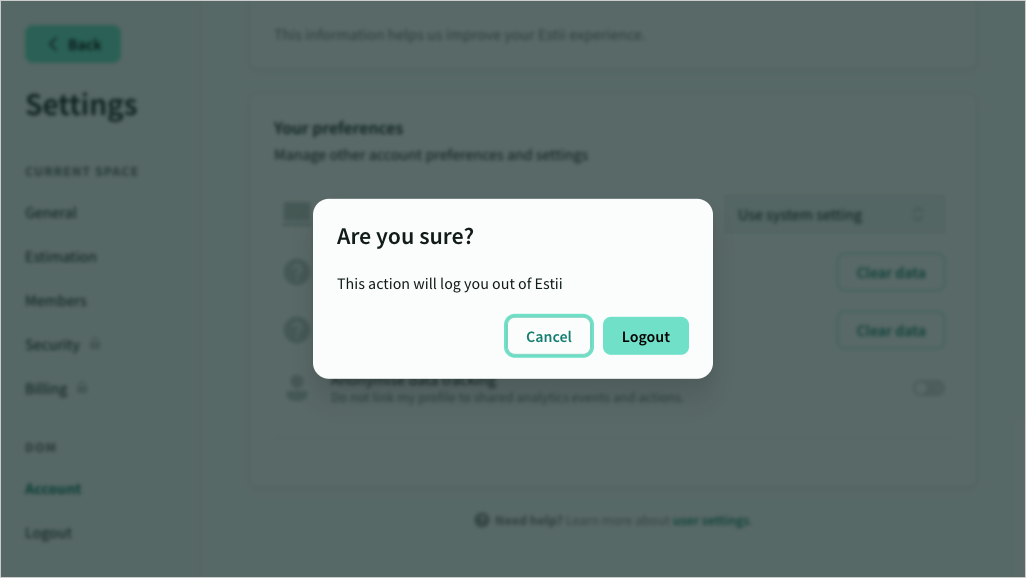 Back
Settings
CURRENT SPACE
General
Estimation
Members
Security
Billing
DOM
Account
Logout
This information helps us improve your Estii experience.
Your preferences
Manage other account preferences and settings
Use system setting
Clear data
Clear data
Anonymise data tracking
Do not link my profile to shared analytics events and actions.
Need help? Learn more about user settings.
Are you sure?
This action will log you out of Estii
Cancel
Logout